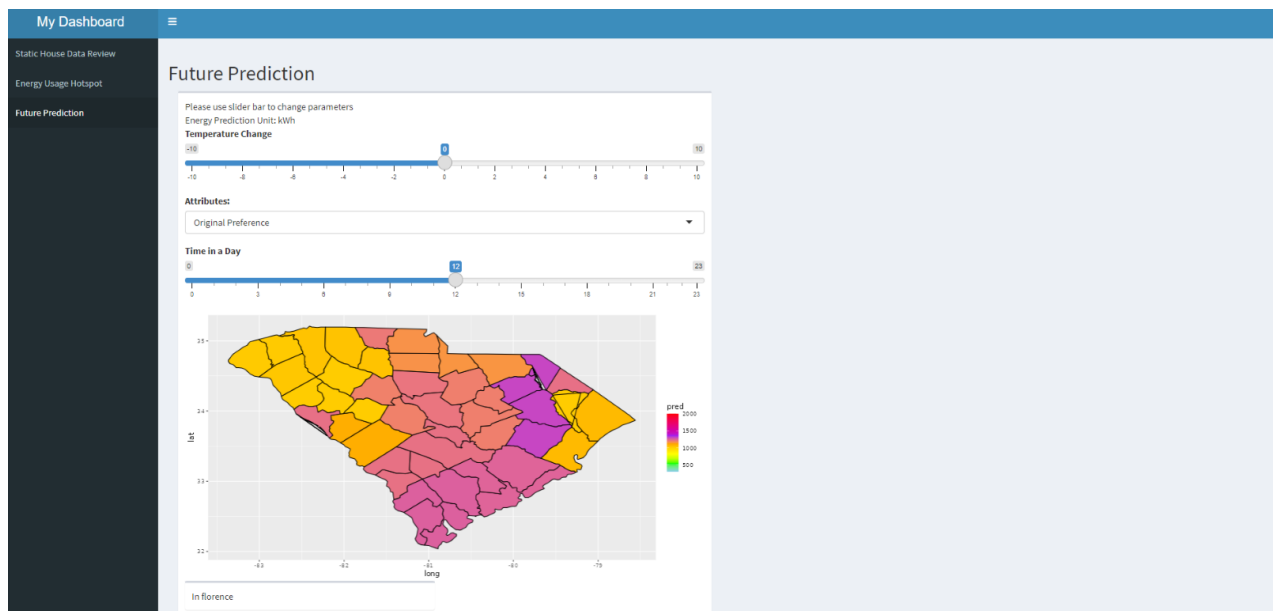 My Dashboard
Static House Data Review
Energy Usage Hotspot
Future Prediction
Future Prediction
Please use slider bar to change parameters
Energy Prediction Unit: kWh
Temperature Change
-10 0 10
-10 -8 -6 -4 -2 0 2 4 6 8 10
Attributes:
Original Preference
Time in a Day
0 12 23
0 3 6 9 12 15 18 21 23
35
34
33
32
lat
-83 -82 -81 -80 -79
long
pred
2000
1500
1000
500
In florence